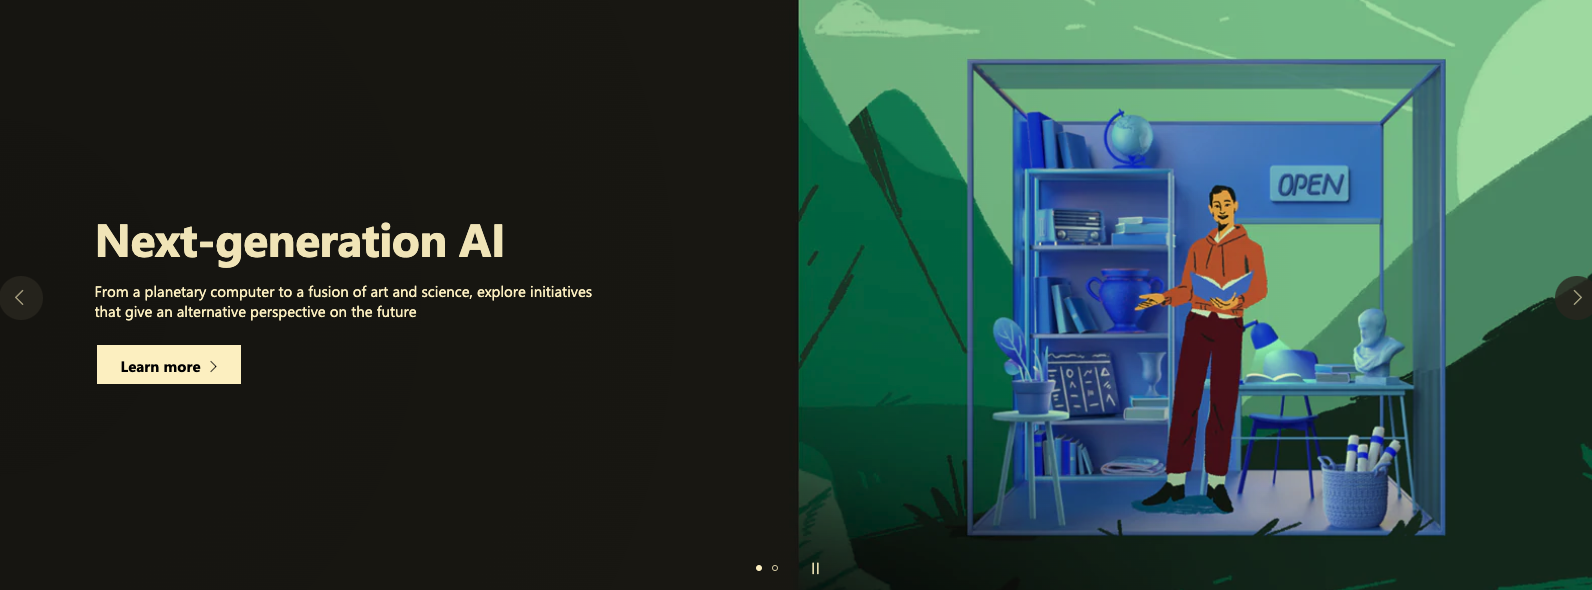 Next-generation AI
From a planetary computer to a fusion of art and science, explore initiatives
that give an alternative perspective on the future
Learn more
OPEN